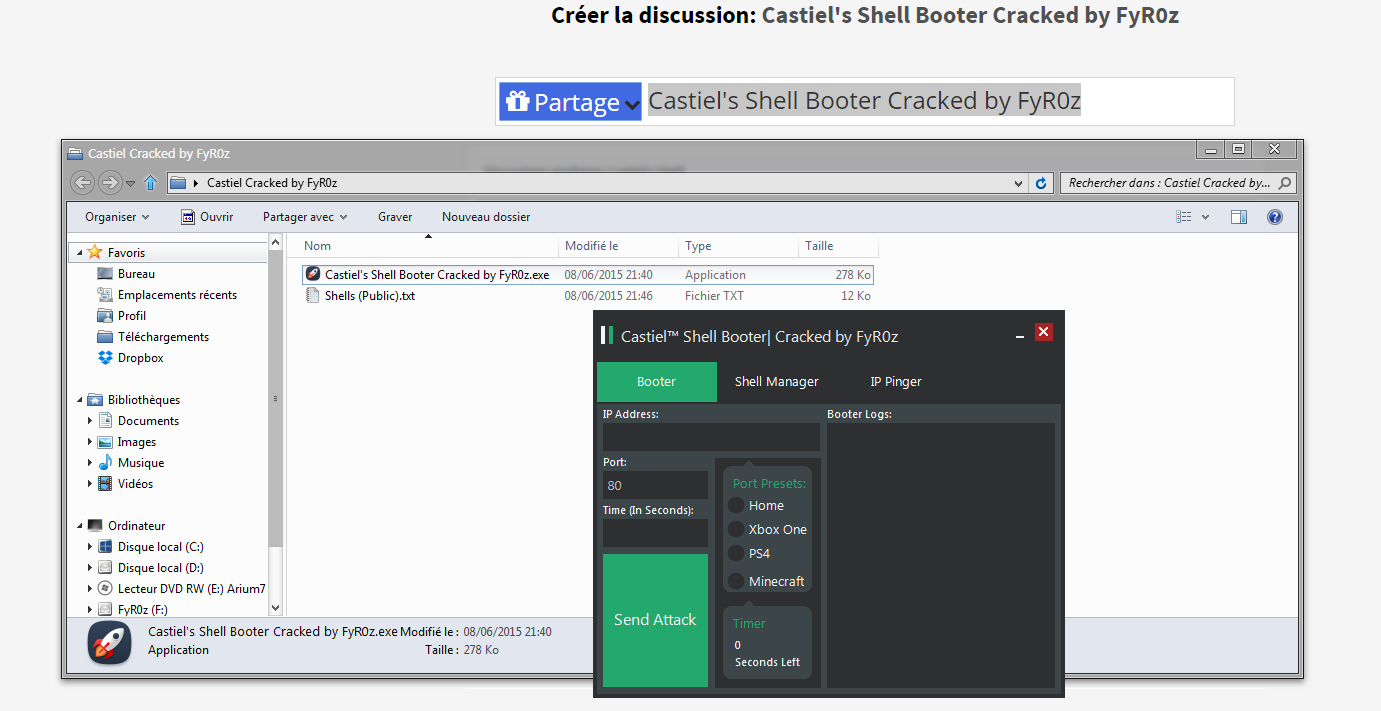 Créer la discussion: Castiel's Shell Booter Cracked by FyR0z
Partage Castiel's Shell Booter Cracked by FyR0z
Castiel Cracked by FyR0z
Castiel Cracked by FyR0z
Rechercher dans : Castiel Cracked by...
Organiser Ouvrir Partager avec Graver Nouveau dossier
Favoris
Bureau
Emplacements récents
Profil
Téléchargements
Dropbox
Bibliothèques
Documents
Images
Musique
Vidéos
Ordinateur
Disque local (C:)
Disque local (D:)
Lecteur DVD RW (E:) Arium7
FyR0z (F:)
Nom Modifié le Type Taille
Castiel's Shell Booter Cracked by FyR0z.exe 08/06/2015 21:40 Application 278 Ko
Shells (Public).txt 08/06/2015 21:46 Fichier TXT 12 Ko
Castiel™ Shell Booter| Cracked by FyR0z
Booter Shell Manager IP Pinger
IP Address:
Port:
80
Time (In Seconds):
Send Attack
Port Presets:
Home
Xbox One
PS4
Minecraft
Timer
0
Seconds Left
Booter Logs:
Castiel's Shell Booter Cracked by FyR0z.exe Modifié le : 08/06/2015 21:40
Application Taille : 278 Ko